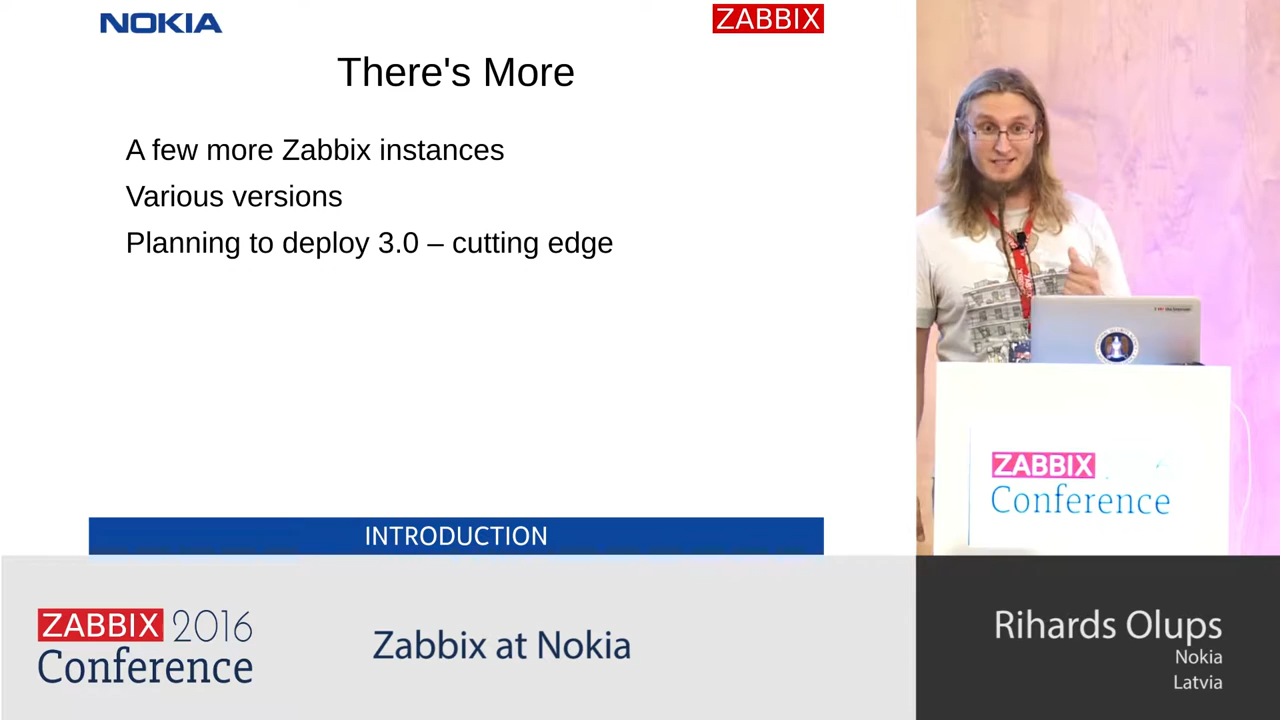 NOKIA
ZABBIX
There's More
A few more Zabbix instances
Various versions
Planning to deploy 3.0 – cutting edge
INTRODUCTION
ZABBIX
Conference
ZABBIX 2016
Conference
Zabbix at Nokia
Rihards Olups
Nokia
Latvia